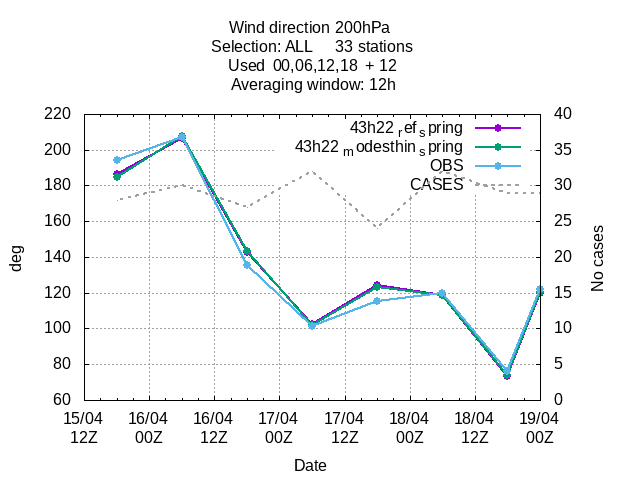 Wind direction 200hPa
Selection: ALL 33 stations
Used 00,06,12,18 + 12
Averaging window: 12h
220 40
43h22 ref spring
200 35
43h22 modesthin spring
OBS
180 CASES 30
160 25
deg
140 20
No cases
120 15
100 10
80 5
60 0
15/04 16/04 16/04 17/04 17/04 18/04 18/04 19/04
12Z 00Z 12Z 00Z 12Z 00Z 12Z 00Z
Date